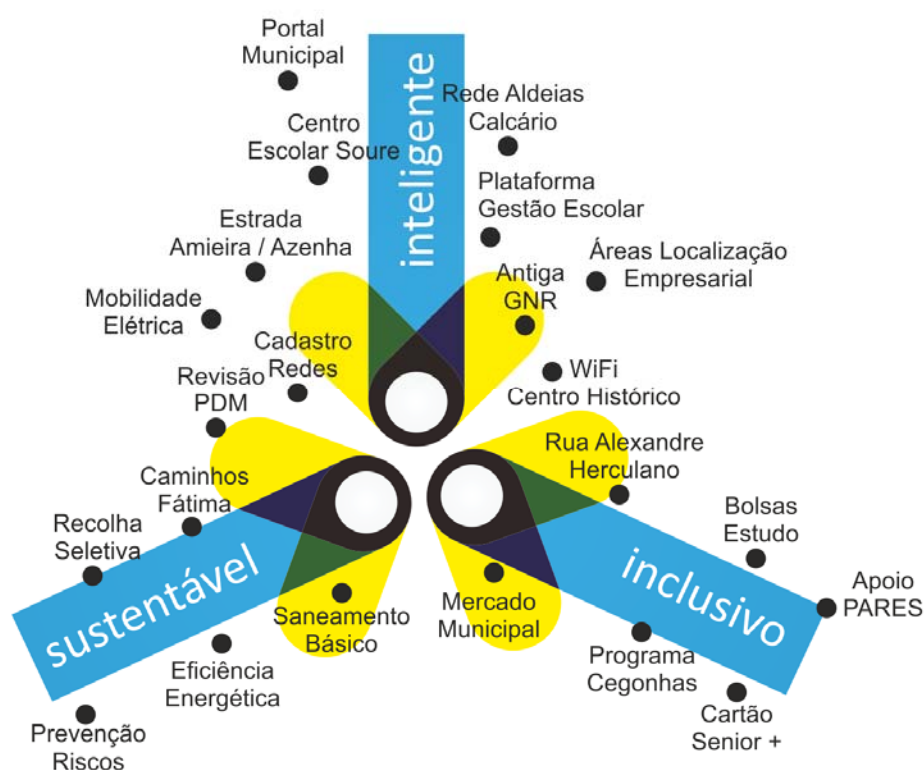 Portal
Municipal
inteligente
Rede Aldeias
Calcário
Centro
Escolar Soure
Plataforma
Gestão Escolar
Estrada
Amieira / Azenha
Áreas Localização
Empresarial
Antiga
GNR
Mobilidade
Elétrica
Cadastro
Redes
WiFi
Centro Histórico
Revisão
PDM
Rua Alexandre
Herculano
Caminhos
Fátima
Bolsas
Estudo
Recolha
Seletiva
sustentável
inclusivo
Apoio
PARES
Saneamento
Básico
Mercado
Municipal
Eficiência
Energética
Programa
Cegonhas
Cartão
Senior +
Prevenção
Riscos